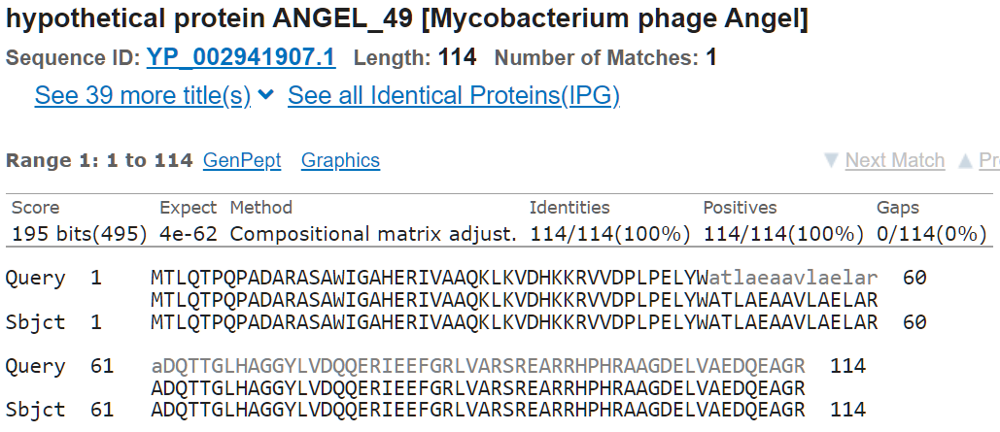 hypothetical protein ANGEL_49 [Mycobacterium phage Angel]
Sequence ID: YP_002941907.1 Length: 114 Number of Matches: 1
See 39 more title(s) See all Identical Proteins(IPG)
Range 1: 1 to 114 GenPept Graphics ▼ Next Match ▲ Pr
Score Expect Method Identities Positives Gaps
195 bits(495) 4e-62 Compositional matrix adjust. 114/114(100%) 114/114(100%) 0/114(0%)
Query 1 MTLQTPQPADARASAWIGAHERIVAAQKLKVDHKKRVVDPLPELYWatlaeaavlaelar 60
MTLQTPQPADARASAWIGAHERIVAAQKLKVDHKKRVVDPLPELYWATLAEAAVLAELAR
Sbjct 1 MTLQTPQPADARASAWIGAHERIVAAQKLKVDHKKRVVDPLPELYWATLAEAAVLAELAR 60
Query 61 aDQTTGLHAGGYLVDQQERIEEFGRLVARSREARRHPHRAAGDELVAEDQEAGR 114
ADQTTGLHAGGYLVDQQERIEEFGRLVARSREARRHPHRAAGDELVAEDQEAGR
Sbjct 61 ADQTTGLHAGGYLVDQQERIEEFGRLVARSREARRHPHRAAGDELVAEDQEAGR 114